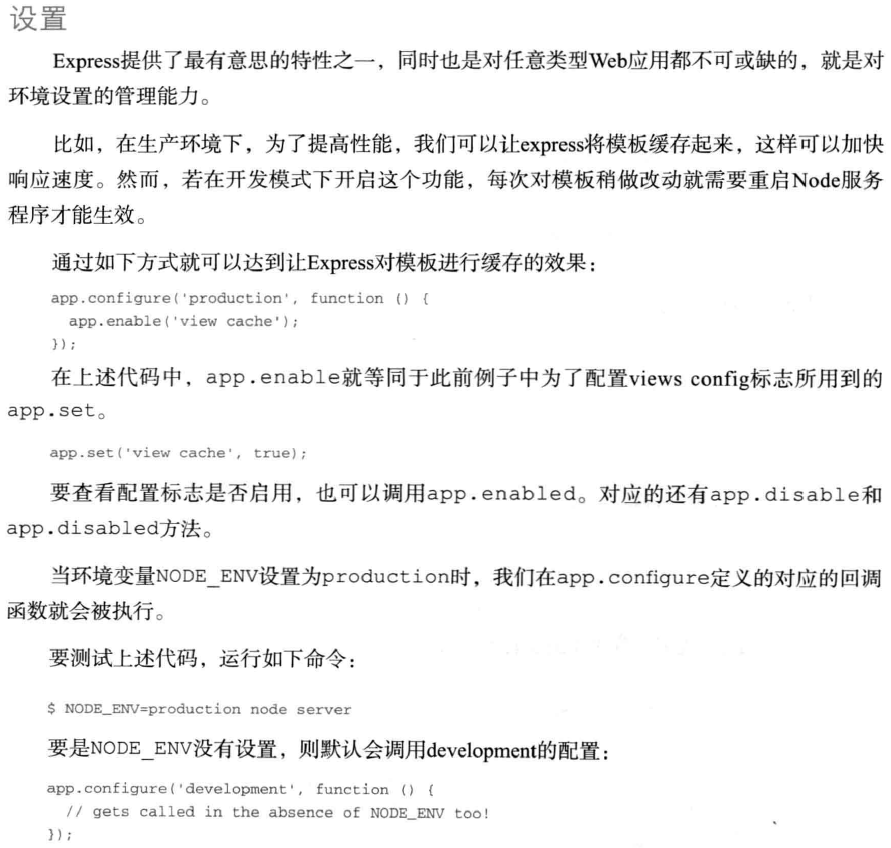 设置
Express提供了最有意思的特性之一，同时也是对任意类型Web应用都不可或缺的，就是对
环境设置的管理能力。
比如，在生产环境下，为了提高性能，我们可以让express将模板缓存起来，这样可以加快
响应速度。然而，若在开发模式下开启这个功能，每次对模板稍做改动就需要重启Node服务
程序才能生效。
通过如下方式就可以达到让Express对模板进行缓存的效果：
app.configure('production', function () {
  app.enable('view cache');
});
在上述代码中，app.enable就等同于此前例子中为了配置views config标志所用到的
app.set。
app.set('view cache', true);
要查看配置标志是否启用，也可以调用app.enabled。对应的还有app.disable和
app.disabled方法。
当环境变量NODE_ENV设置为production时，我们在app.configure定义的对应的回调
函数就会被执行。
要测试上述代码，运行如下命令：
$ NODE_ENV=production node server
要是NODE_ENV没有设置，则默认会调用development的配置：
app.configure('development', function () {
  // gets called in the absence of NODE_ENV too!
});